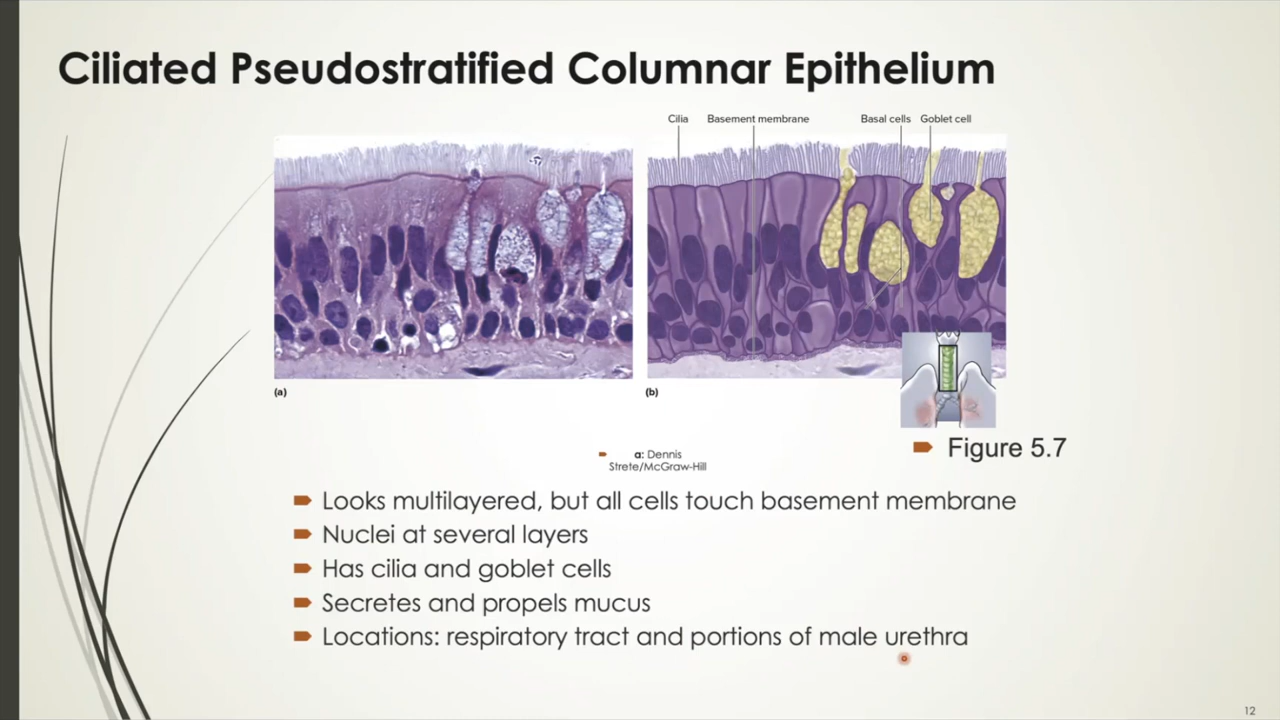 Ciliated Pseudostratified Columnar Epithelium
Cilia Basement membrane Basal cells Goblet cell
(a) (b)
Figure 5.7
a: Dennis
Strete/McGraw-Hill
Looks multilayered, but all cells touch basement membrane
Nuclei at several layers
Has cilia and goblet cells
Secretes and propels mucus
Locations: respiratory tract and portions of male urethra
12